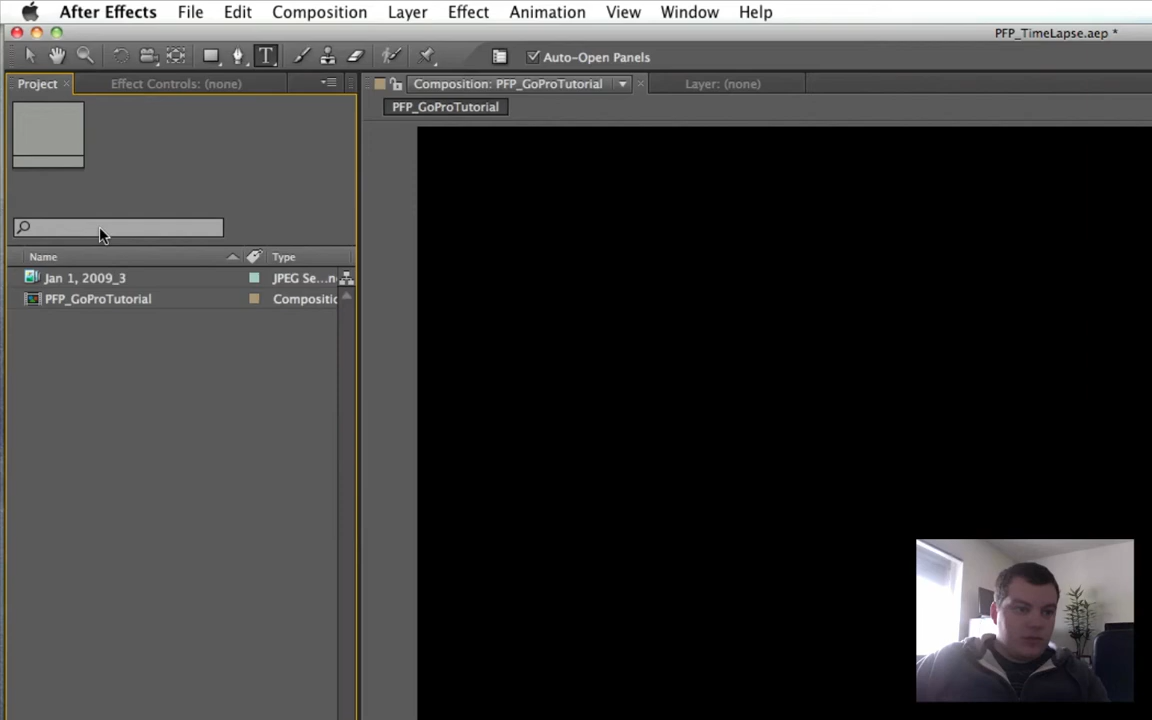 After Effects File Edit Composition Layer Effect Animation View Window Help
PFP_TimeLapse.aep *
T Auto-Open Panels
Project × Effect Controls: (none) Composition: PFP_GoProTutorial × Layer: (none)
PFP_GoProTutorial
Name Type
Jan 1, 2009_3 JPEG Se...n
PFP_GoProTutorial Compositic